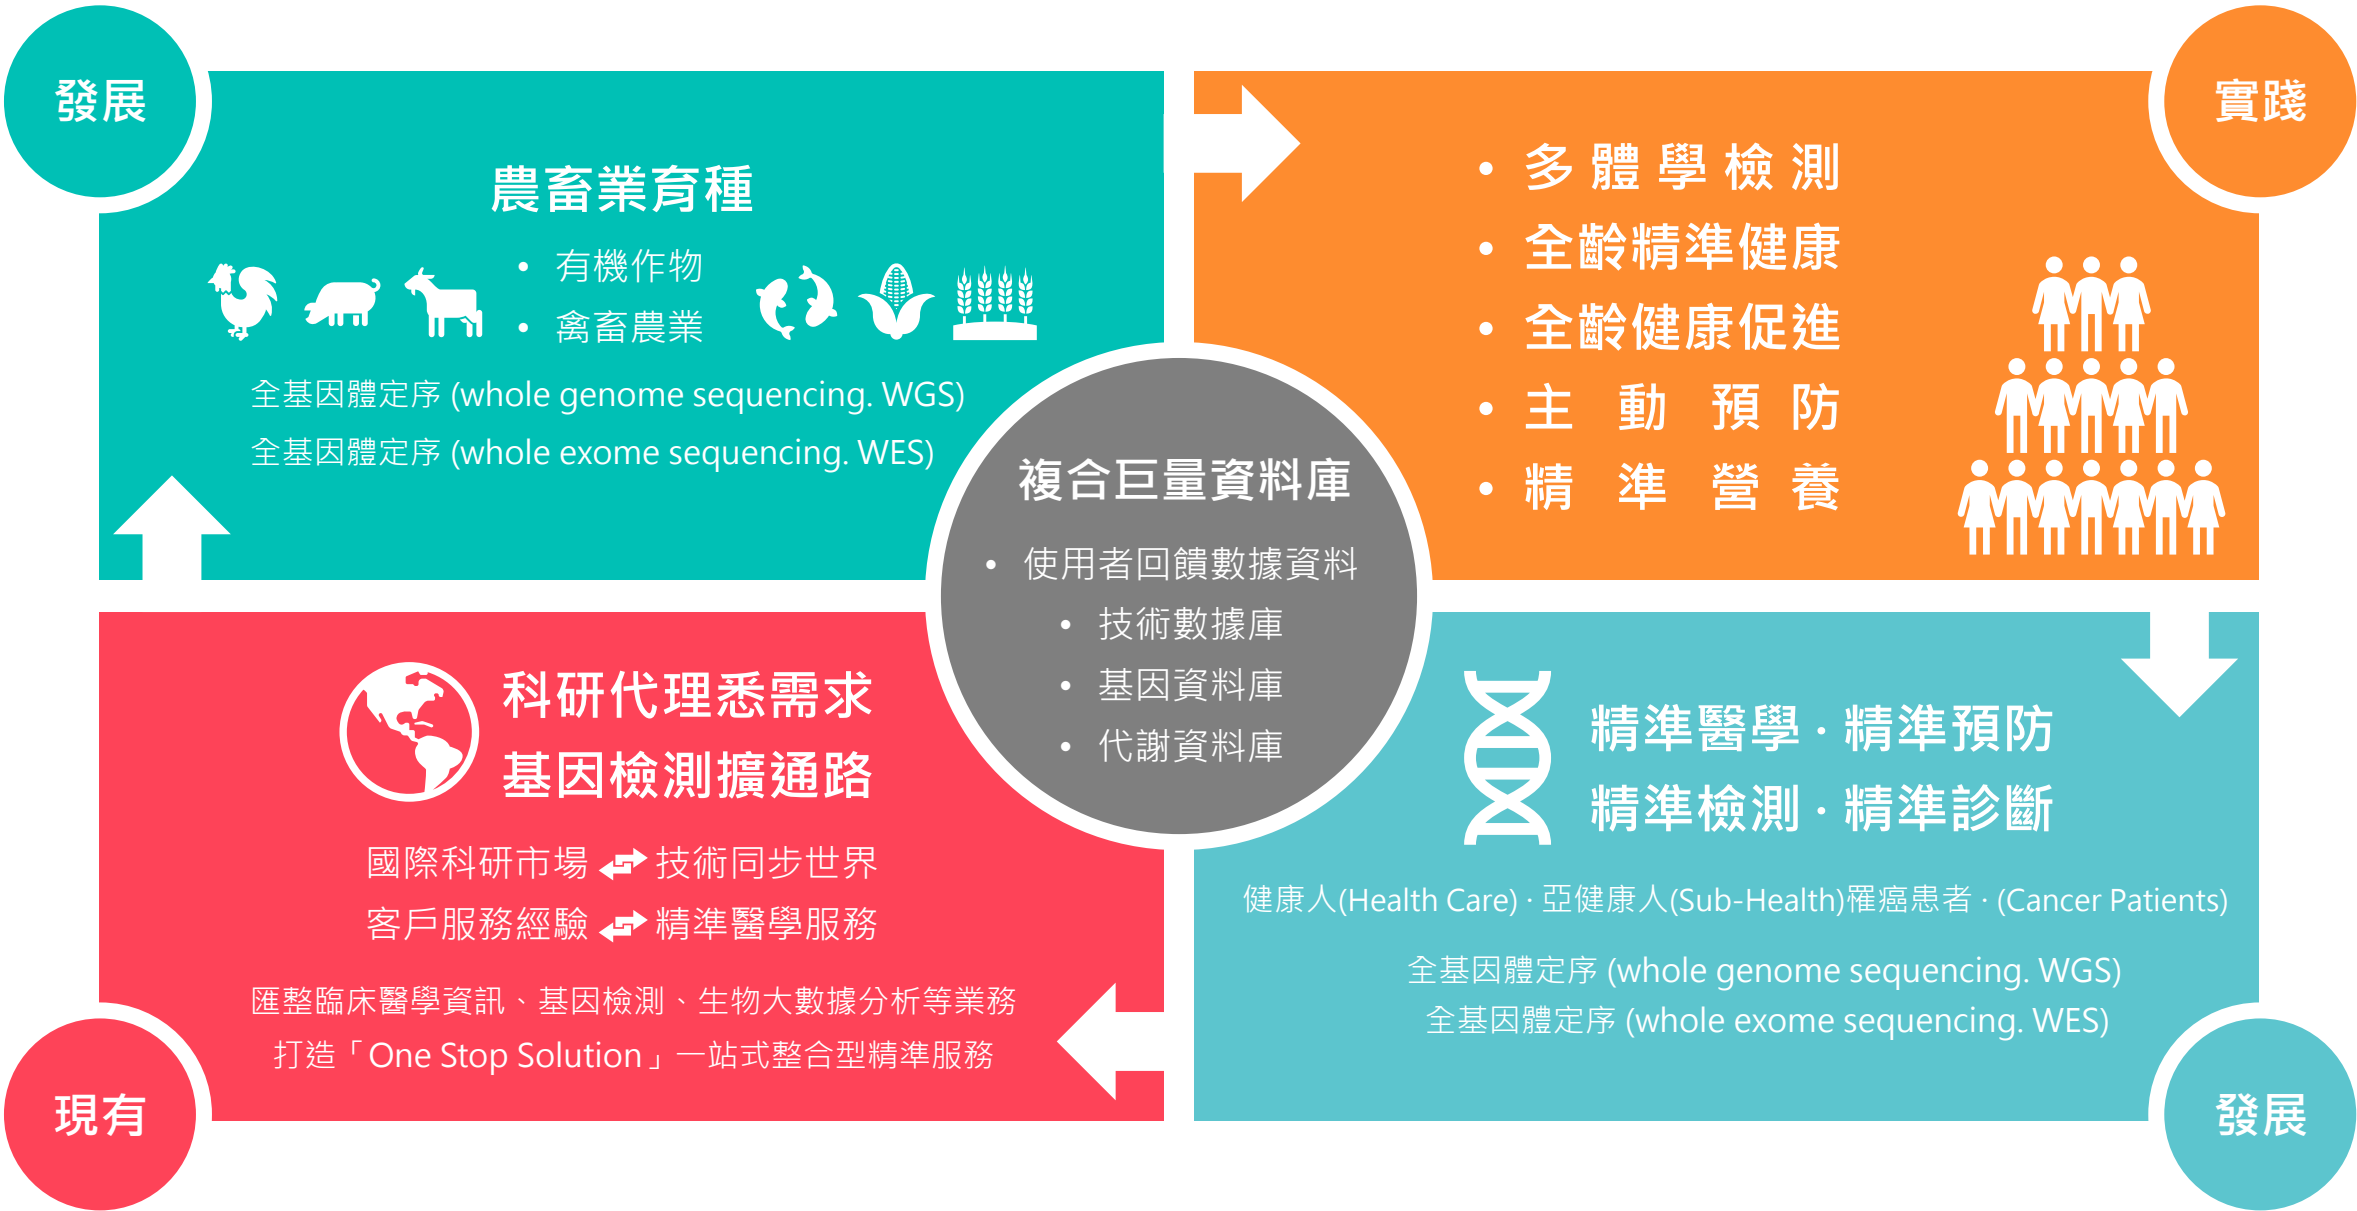 發展
農畜業育種
• 有機作物
• 禽畜農業
全基因體定序 (whole genome sequencing. WGS)
全基因體定序 (whole exome sequencing. WES)
實踐
• 多體學檢測
• 全齡精準健康
• 全齡健康促進
• 主動預防
• 精準營養
複合巨量資料庫
• 使用者回饋數據資料
• 技術數據庫
• 基因資料庫
• 代謝資料庫
科研代理悉需求
基因檢測擴通路
國際科研市場 技術同步世界
客戶服務經驗 精準醫學服務
匯整臨床醫學資訊、基因檢測、生物大數據分析等業務
打造「One Stop Solution」一站式整合型精準服務
現有
精準醫學 · 精準預防
精準檢測 · 精準診斷
健康人(Health Care) · 亞健康人(Sub-Health)罹癌患者 · (Cancer Patients)
全基因體定序 (whole genome sequencing. WGS)
全基因體定序 (whole exome sequencing. WES)
發展